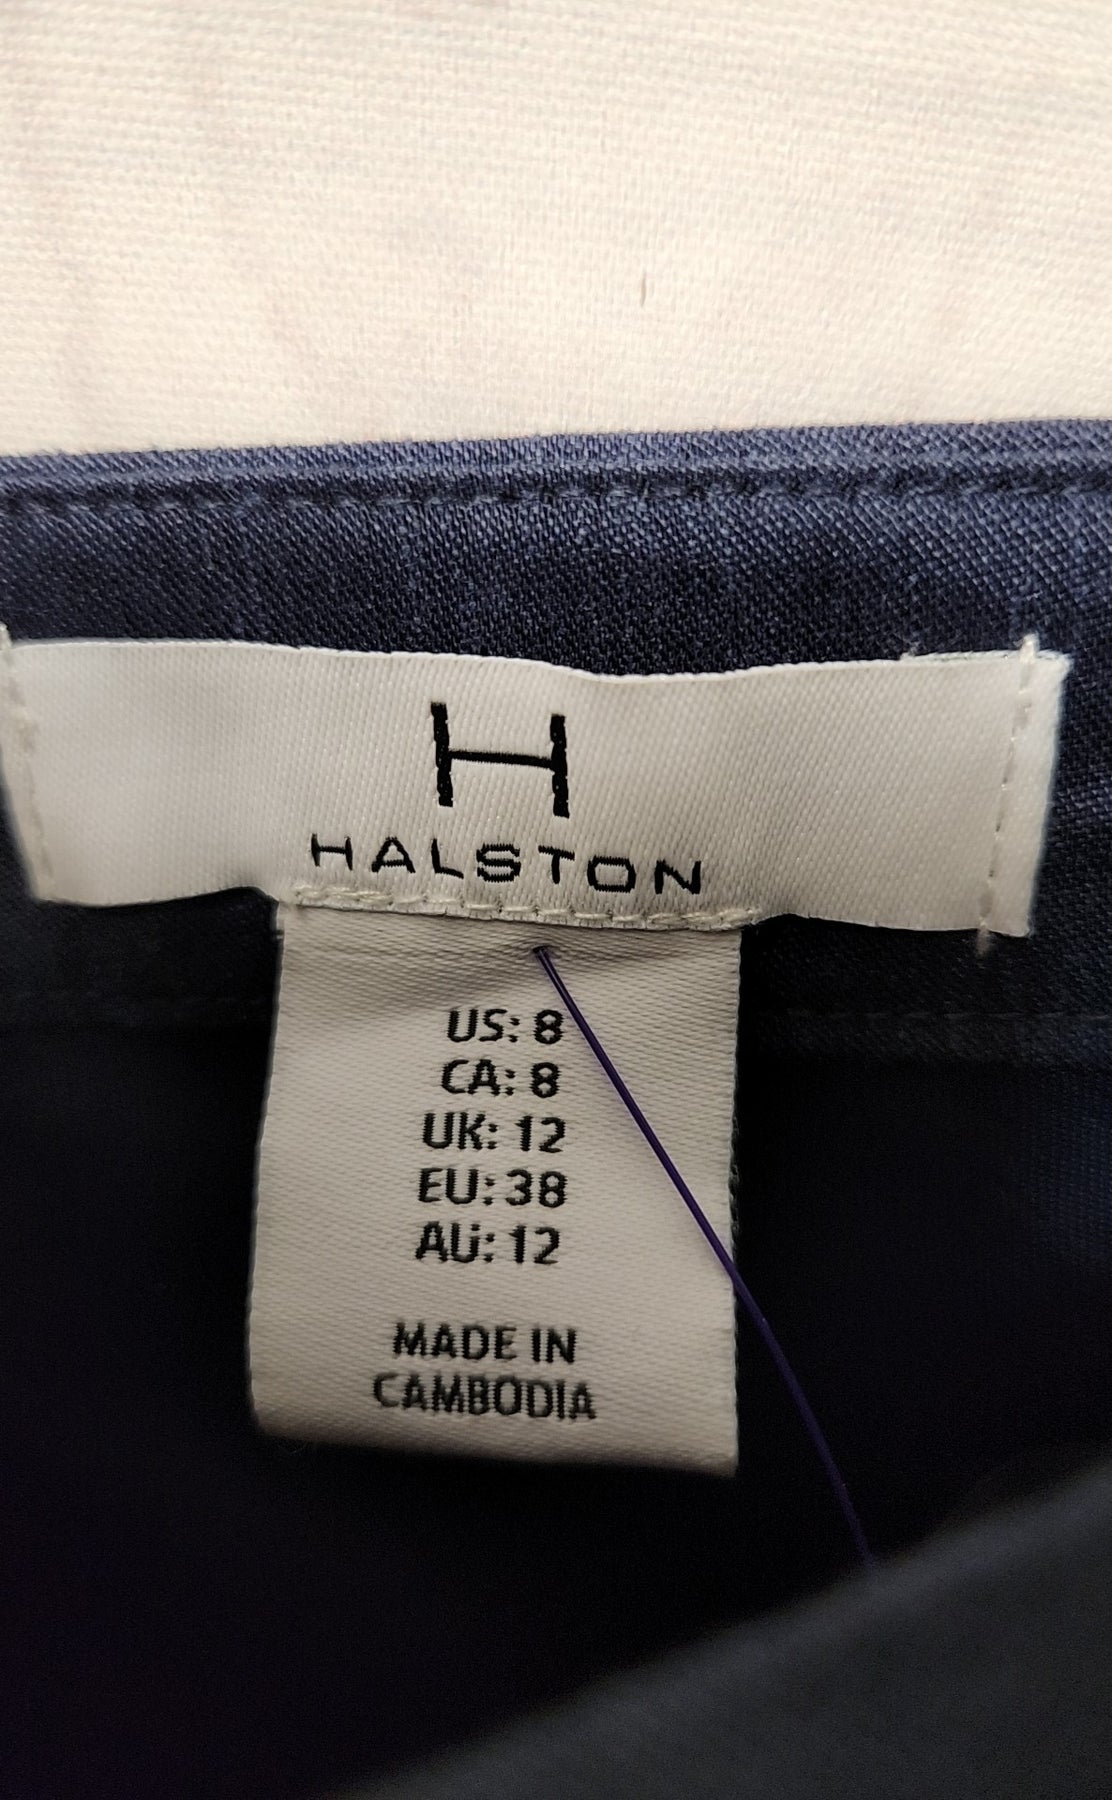 H
HALSTON
US: 8
CA: 8
UK: 12
EU: 38
AU: 12
MADE IN
CAMBODIA